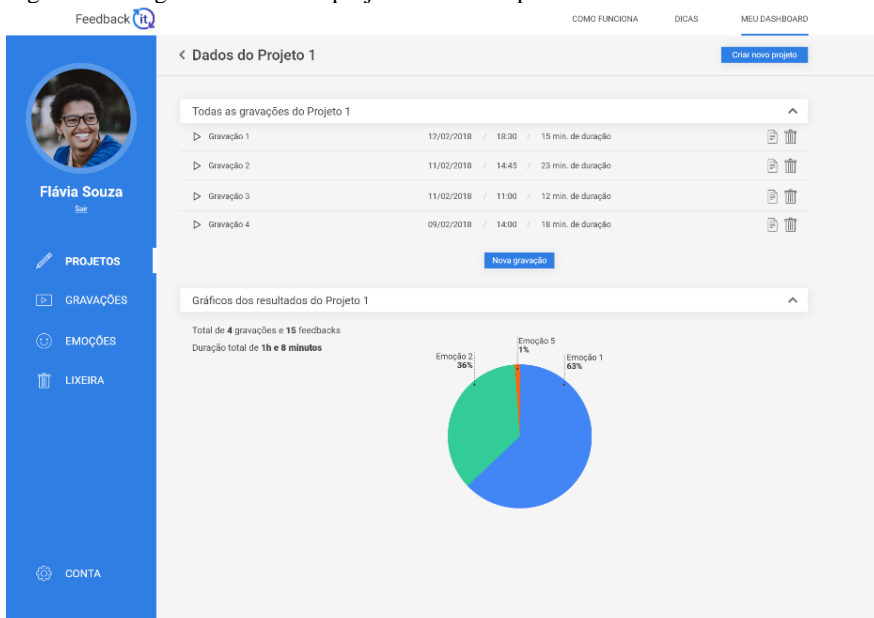 Feedback it
COMO FUNCIONA DICAS MEU DASHBOARD
Dados do Projeto 1
Criar novo projeto
Todas as gravações do Projeto 1
Gravação 1 12/02/2018 / 18:30 / 15 min. de duração
Gravação 2 11/02/2018 / 14:45 / 23 min. de duração
Gravação 3 11/02/2018 / 11:00 / 12 min. de duração
Gravação 4 09/02/2018 / 14:00 / 18 min. de duração
Nova gravação
Flávia Souza
Sair
PROJETOS
GRAVAÇÕES
EMOÇÕES
LIXEIRA
CONTA
Gráficos dos resultados do Projeto 1
Total de 4 gravações e 15 feedbacks
Duração total de 1h e 8 minutos
Emoção 2
36%
Emoção 5
1%
Emoção 1
63%